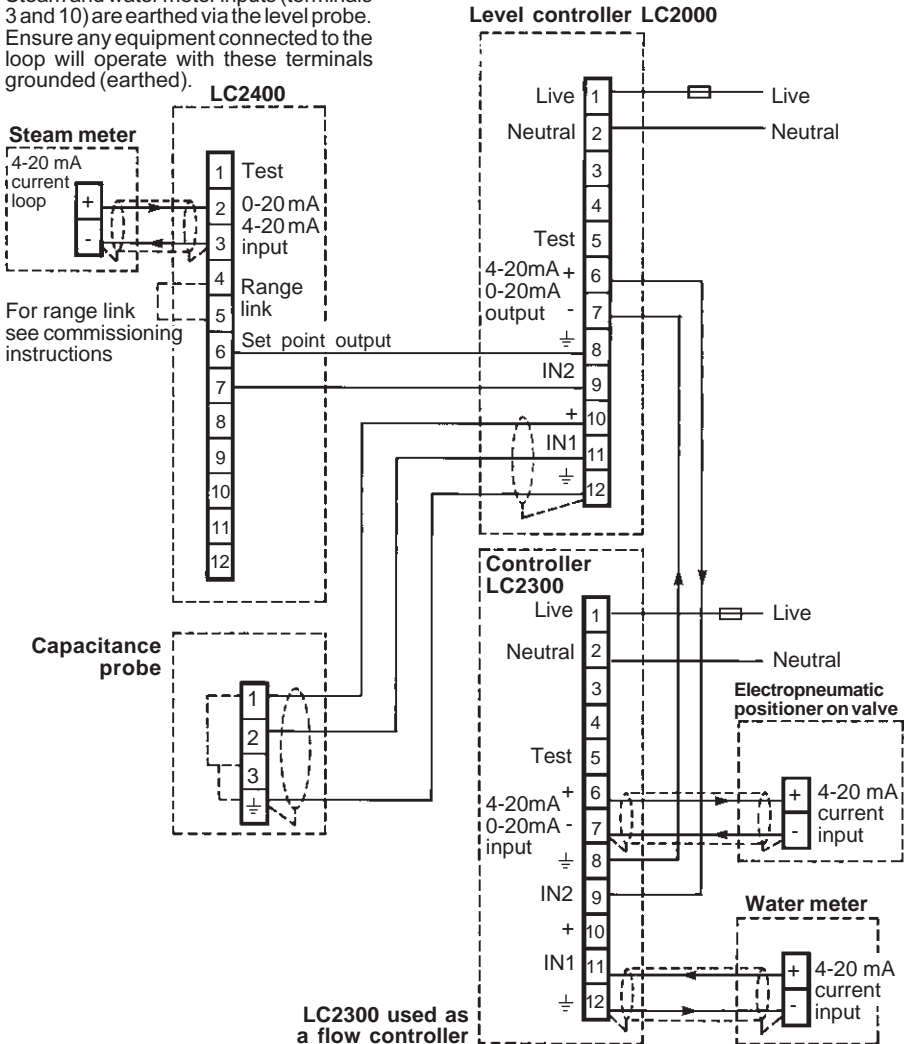 Steam and water meter inputs (terminals
3 and 10) are earthed via the level probe.
Ensure any equipment connected to the
loop will operate with these terminals
grounded (earthed).
Level controller LC2000
Live
1
Live
Neutral
2
Neutral
3
4
Test
5
4-20mA +
6
0-20mA
output -
7
⏚
8
IN2
9
+
10
IN1
11
⏚
12
LC2400
1
Test
2
0-20 mA
4-20 mA
3
input
4
Range
5
link
6
Set point output
7
8
9
10
11
12
Steam meter
4-20 mA
current
loop
+
-
For range link
see commissioning
instructions
Capacitance
probe
1
2
3
⏚
Controller
LC2300
Live
1
Live
Neutral
2
Neutral
3
4
Test
5
4-20mA +
6
0-20mA -
7
input
⏚
8
IN2
9
+
10
IN1
11
⏚
12
Electropneumatic
positioner on valve
+
-
4-20 mA
current
input
Water meter
+
-
4-20 mA
current
input
LC2300 used as
a flow controller